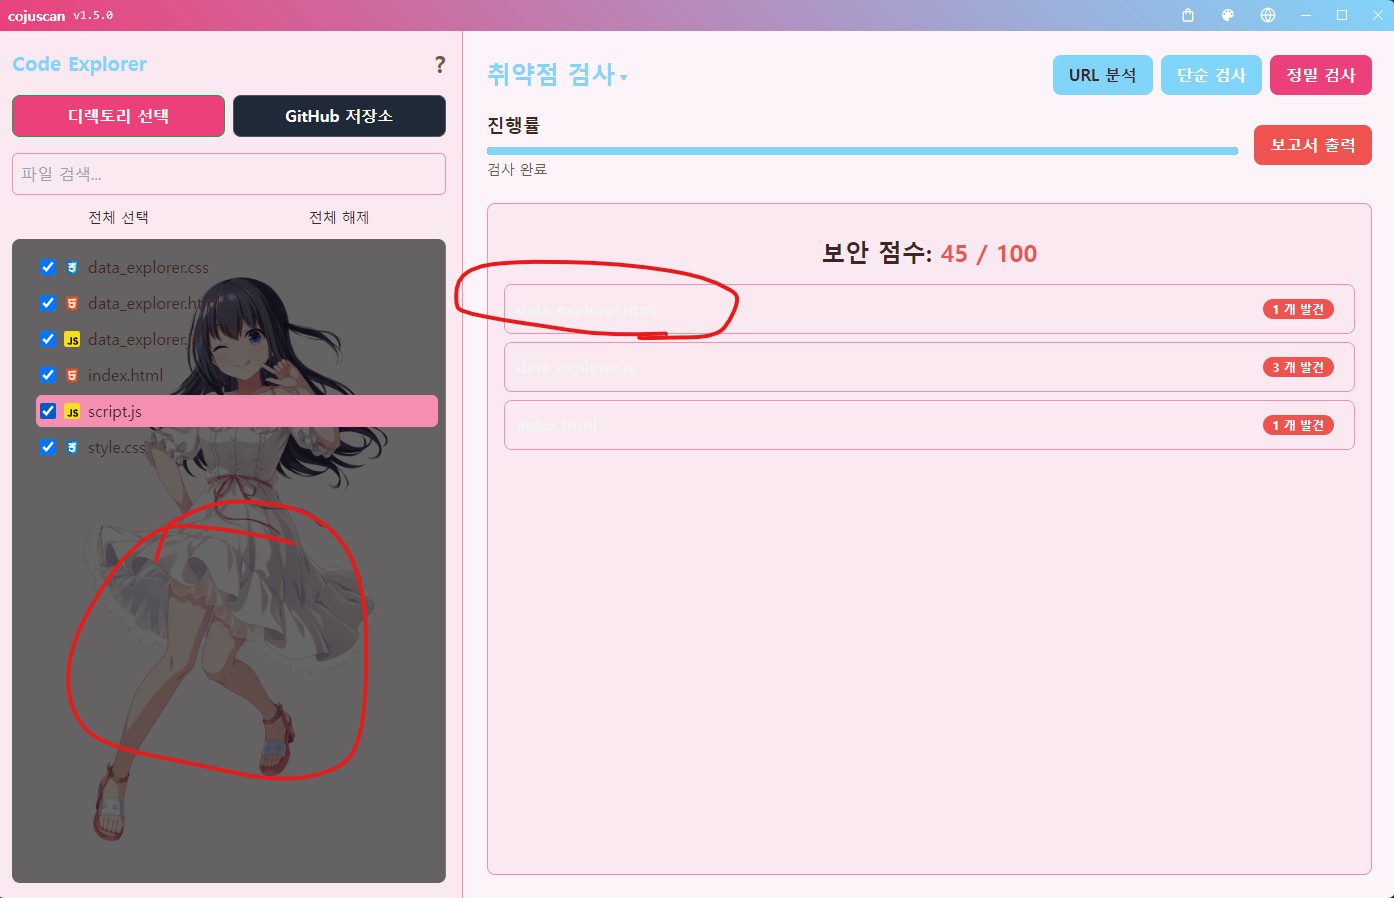 cojuscan v1.5.0
Code Explorer
?
디렉토리 선택
GitHub 저장소
파일 검색...
전체 선택
전체 해제
data_explorer.css
data_explorer.html
JS data_explorer.
index.html
JS script.js
style.css
취약점 검사
URL 분석
단순 검사
정밀 검사
진행률
검사 완료
보고서 출력
보안 점수: 45 / 100
data_explorer.html
1 개 발견
data_explorer.js
3 개 발견
index.html
1 개 발견